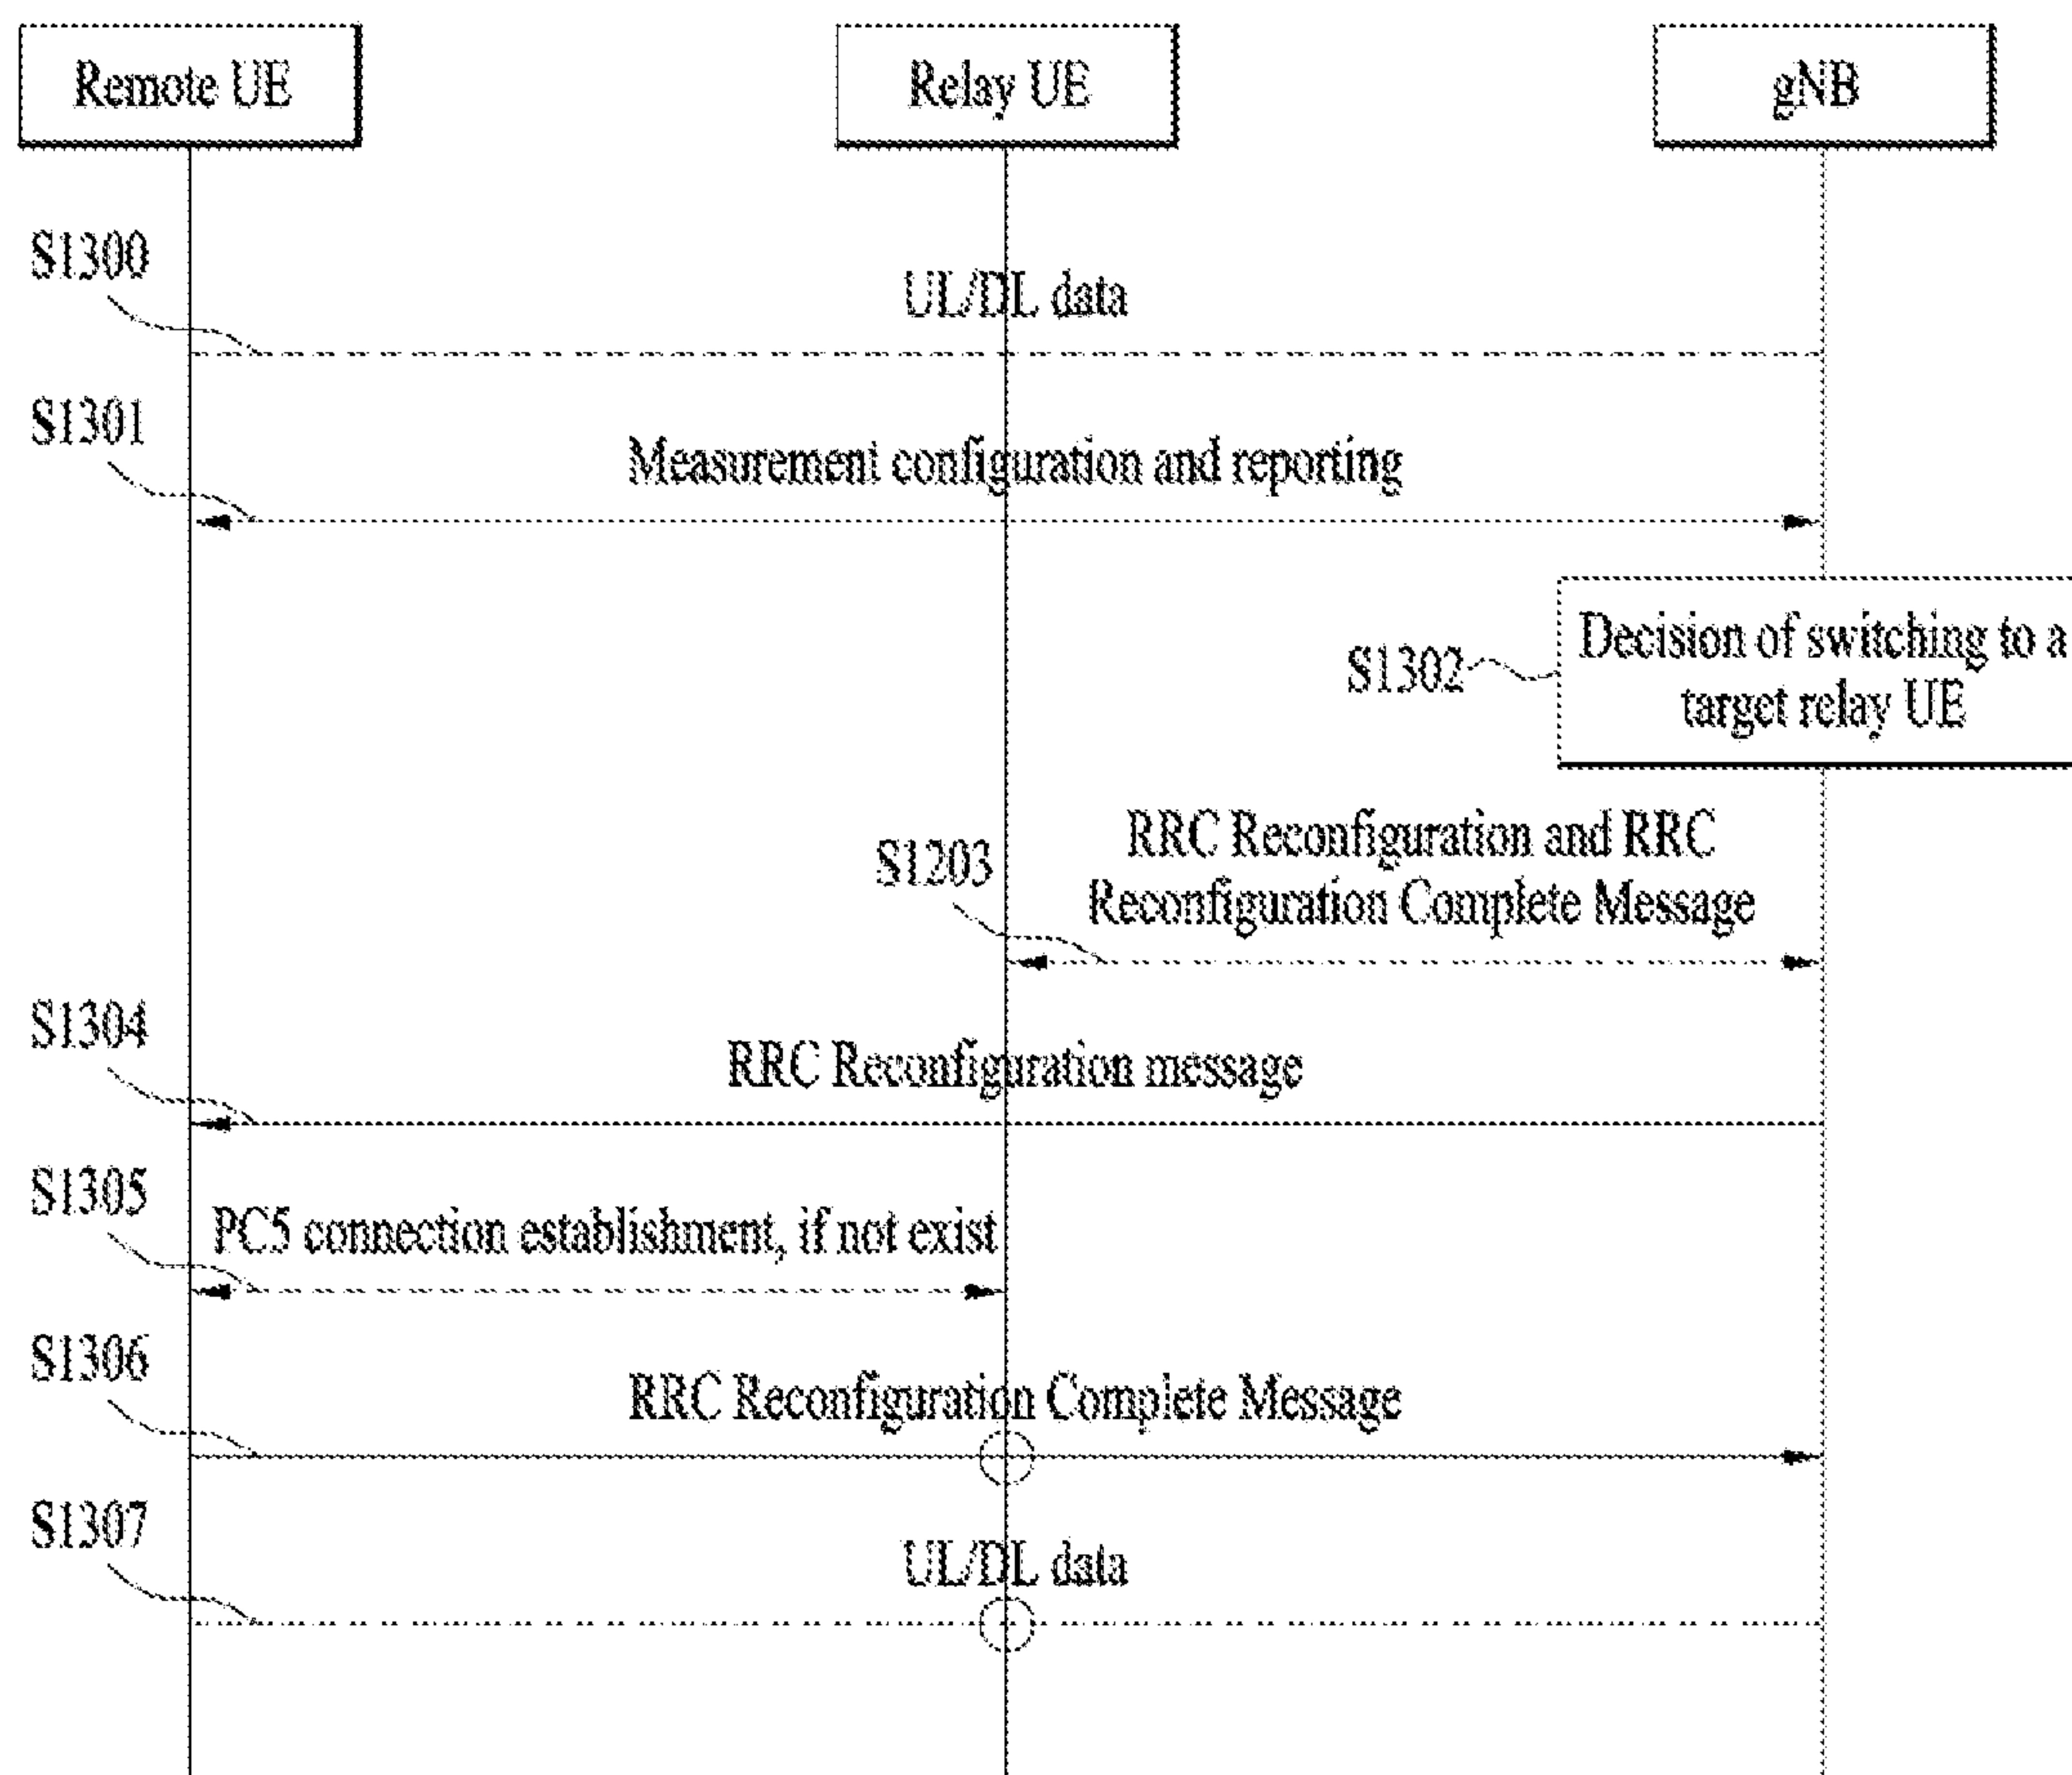 Remote UE
Relay UE
gNB
S1300
UL/DL data
S1301
Measurement configuration and reporting
S1302
Decision of switching to a
target relay UE
S1203
RRC Reconfiguration and RRC
Reconfiguration Complete Message
S1304
RRC Reconfiguration message
S1305
PC5 connection establishment, if not exist
S1306
RRC Reconfiguration Complete Message
S1307
UL/DL data